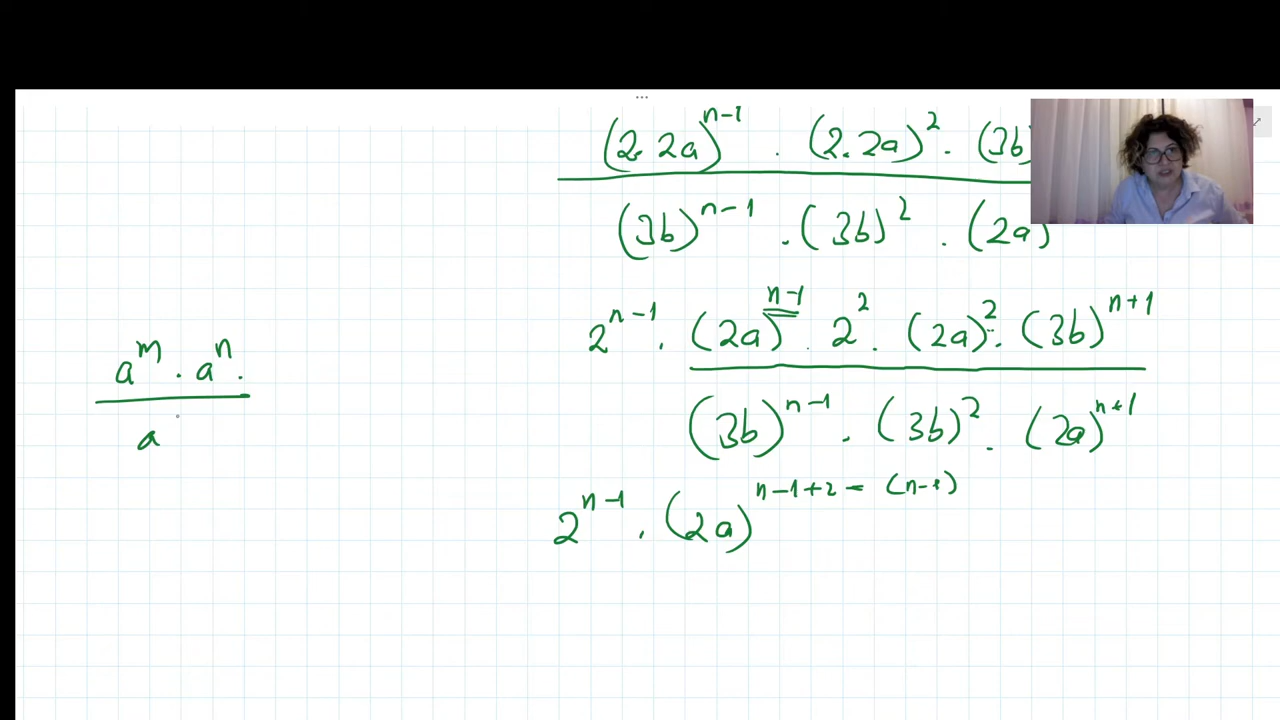 (2.2a)^{n-1} . (2.2a)^2 . (3b)
(3b)^{n-1} . (3b)^2 . (2a)
2^{n-1} . (2a)^{n-1} . 2^2 . (2a)^2 . (3b)^{n+1}
(3b)^{n-1} . (3b)^2 . (2a)^{n+1}
a^m . a^n .
a
2^{n-1} . (2a)^{n-1+2-(n-1)}